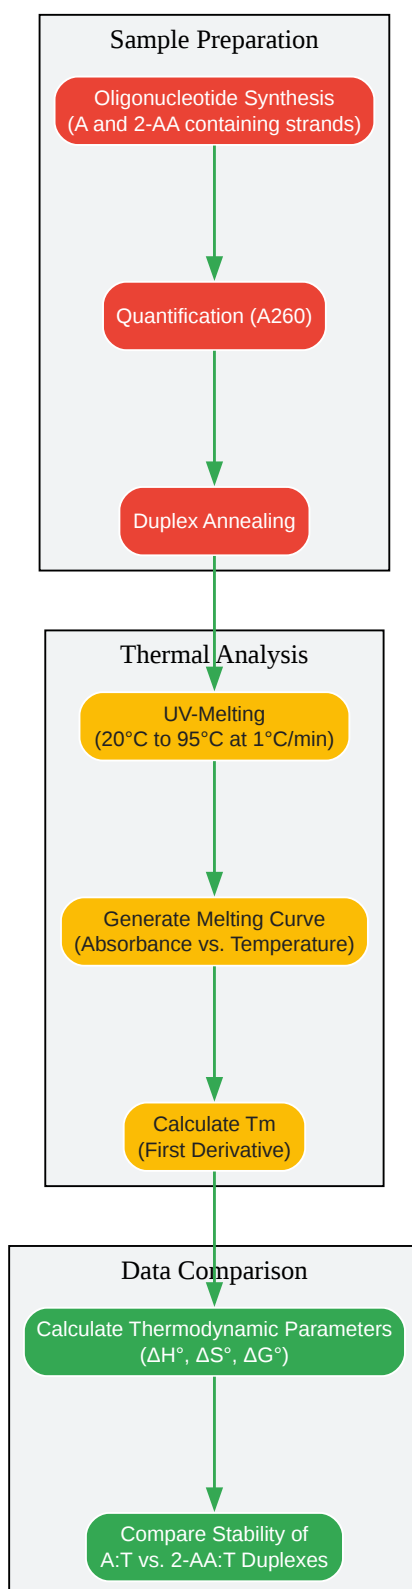 Sample Preparation
Oligonucleotide Synthesis
(A and 2-AA containing strands)
Quantification (A260)
Duplex Annealing
Thermal Analysis
UV-Melting
(20°C to 95°C at 1°C/min)
Generate Melting Curve
(Absorbance vs. Temperature)
Calculate Tm
(First Derivative)
Data Comparison
Calculate Thermodynamic Parameters
(ΔH°, ΔS°, ΔG°)
Compare Stability of
A:T vs. 2-AA:T Duplexes